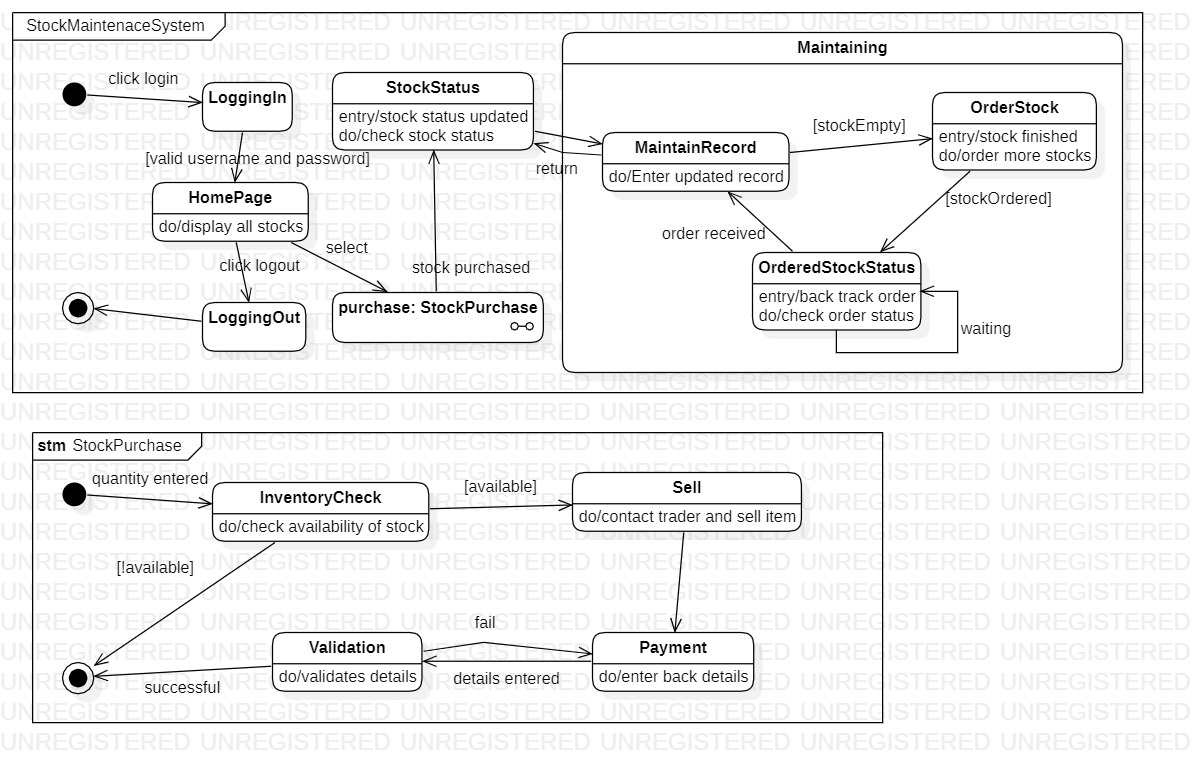 StockMaintenaceSystem
Maintaining
click login
LoggingIn
StockStatus
entry/stock status updated
do/check stock status
OrderStock
entry/stock finished
do/order more stocks
[stockEmpty]
MaintainRecord
do/Enter updated record
return
[valid username and password]
HomePage
do/display all stocks
[stockOrdered]
order received
select
click logout
stock purchased
OrderedStockStatus
entry/back track order
do/check order status
waiting
LoggingOut
purchase: StockPurchase
stm StockPurchase
quantity entered
InventoryCheck
do/check availability of stock
[available]
Sell
do/contact trader and sell item
[!available]
fail
Validation
do/validates details
Payment
do/enter back details
details entered
successful
UNREGISTERED